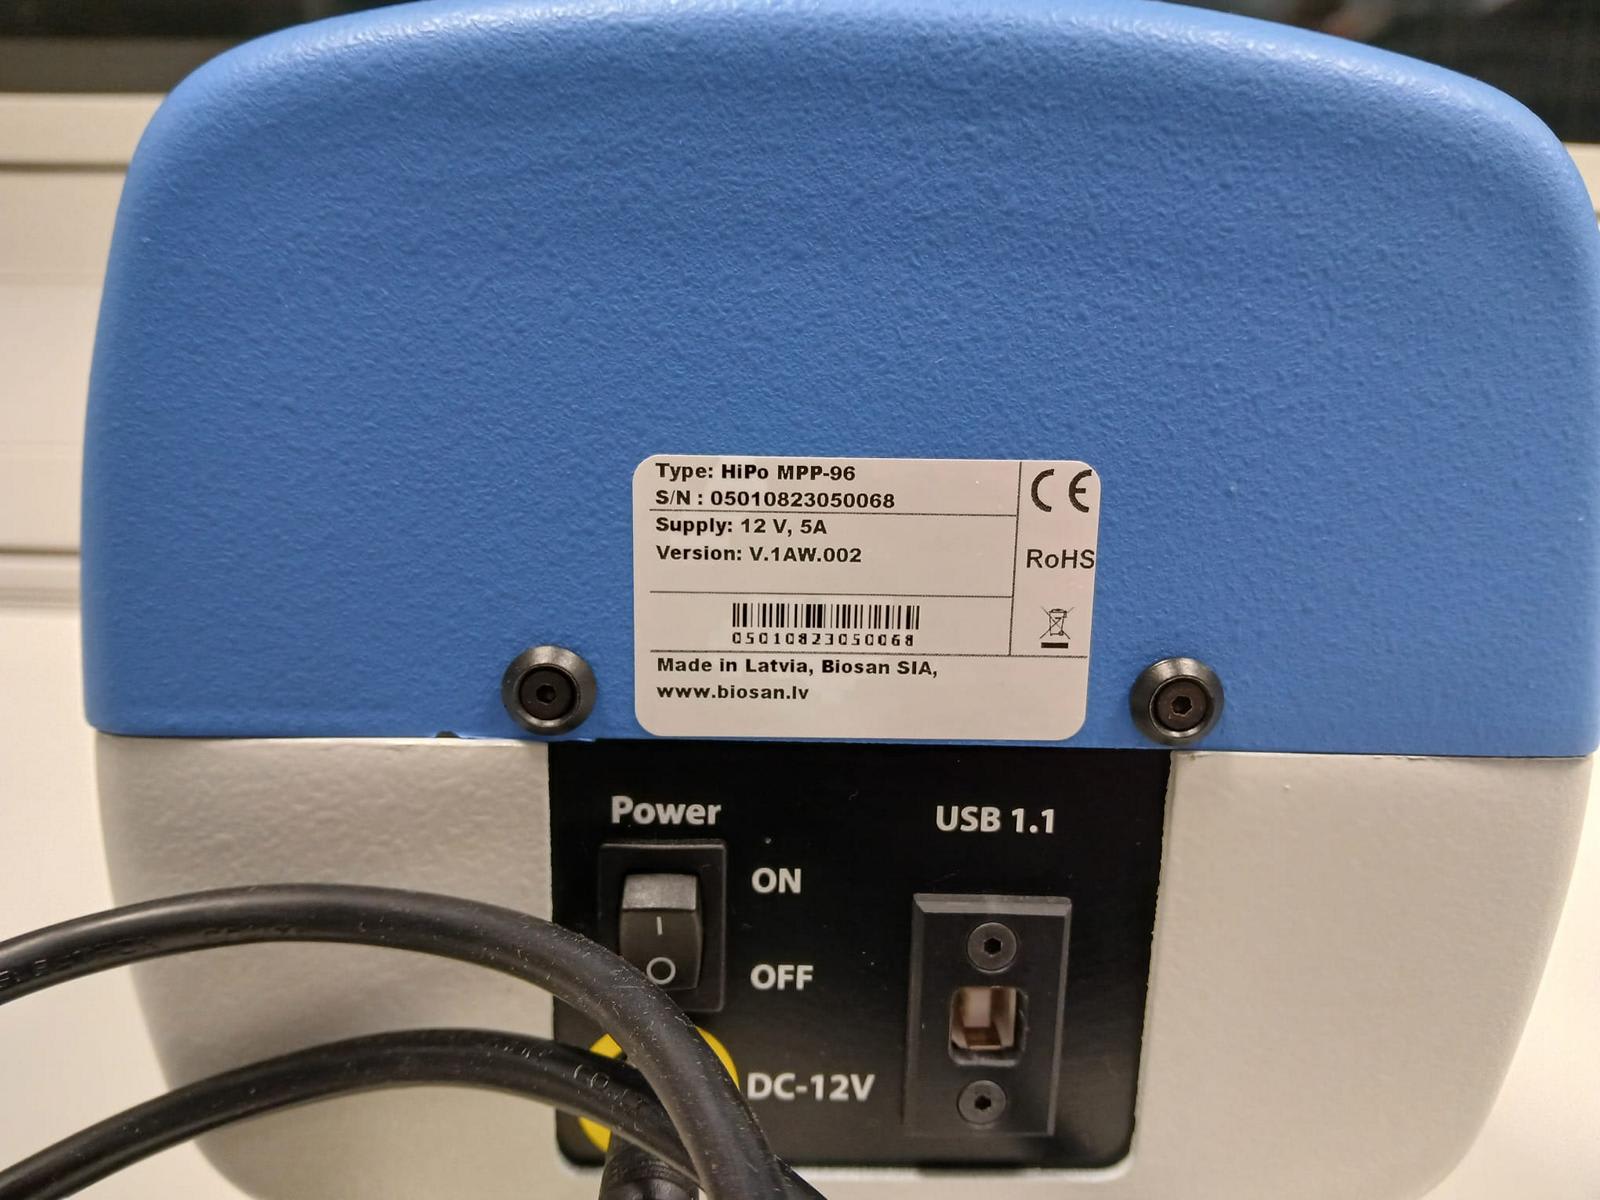 Type: HiPo MPP-96
S/N : 05010823050068
Supply: 12 V, 5A
Version: V.1AW.002
CE
RoHS
05010823050068
Made in Latvia, Biosan SIA,
www.biosan.lv
Power
USB 1.1
ON
OFF
DC-12V